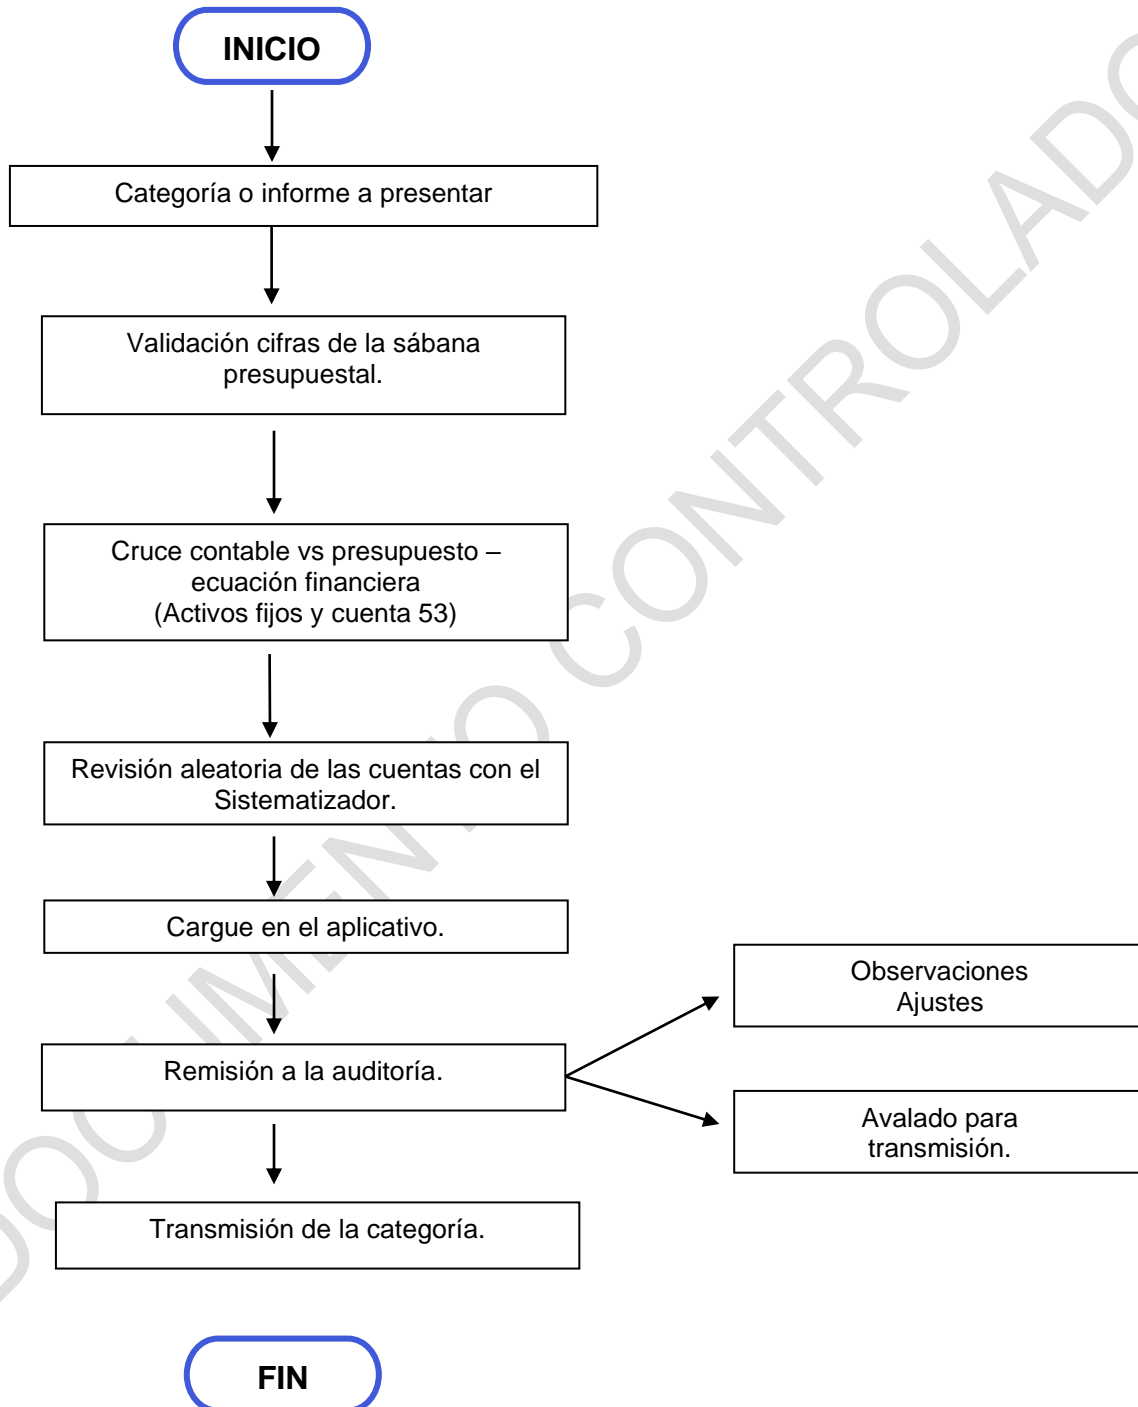 INICIO
Categoría o informe a presentar
Validación cifras de la sábana
presupuestal.
Cruce contable vs presupuesto –
ecuación financiera
(Activos fijos y cuenta 53)
Revisión aleatoria de las cuentas con el
Sistematizador.
Cargue en el aplicativo.
Observaciones
Ajustes
Remisión a la auditoría.
Avalado para
transmisión.
Transmisión de la categoría.
FIN
DOCUMENTO CONTROLADO